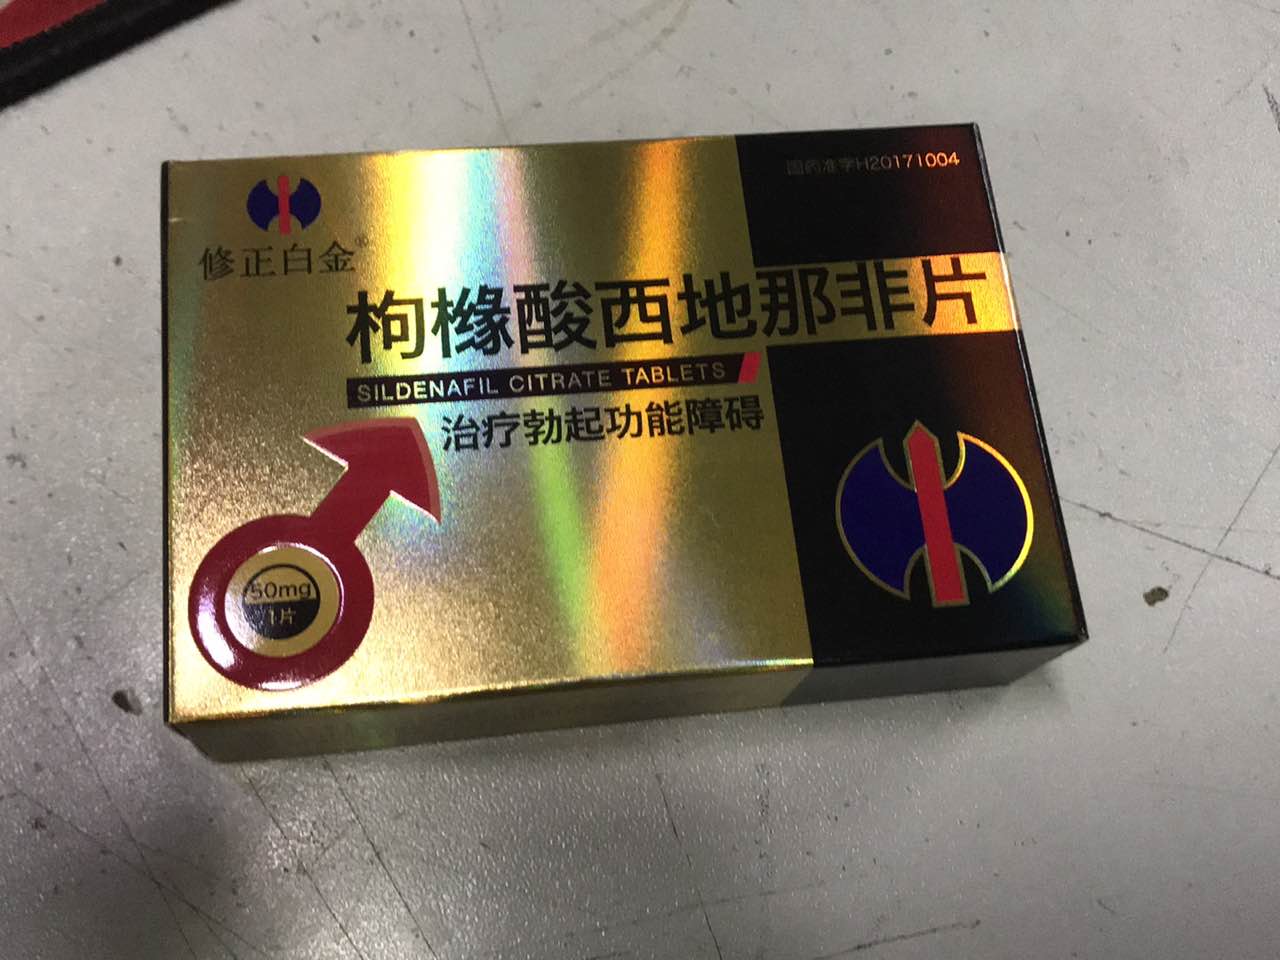 国药准字H20171004
修正白金®
枸橼酸西地那非片
SILDENAFIL CITRATE TABLETS
治疗勃起功能障碍
50mg
1片